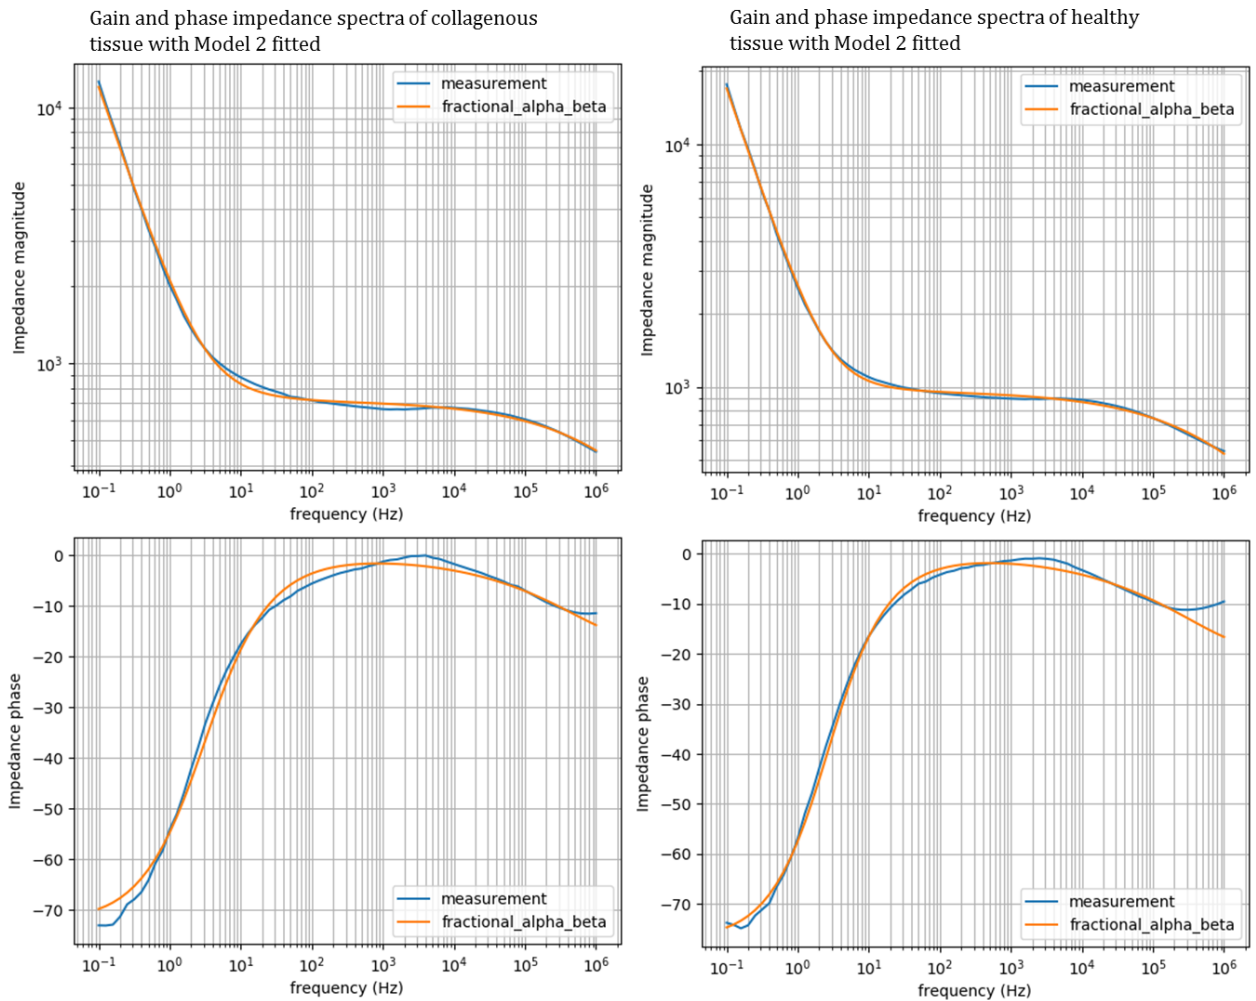 Gain and phase impedance spectra of collagenous
tissue with Model 2 fitted
Gain and phase impedance spectra of healthy
tissue with Model 2 fitted
measurement
fractional_alpha_beta
10⁴
10³
Impedance magnitude
10⁻¹ 10⁰ 10¹ 10² 10³ 10⁴ 10⁵ 10⁶
frequency (Hz)
measurement
fractional_alpha_beta
10⁴
10³
Impedance magnitude
10⁻¹ 10⁰ 10¹ 10² 10³ 10⁴ 10⁵ 10⁶
frequency (Hz)
0
−10
−20
−30
−40
−50
−60
−70
Impedance phase
measurement
fractional_alpha_beta
10⁻¹ 10⁰ 10¹ 10² 10³ 10⁴ 10⁵ 10⁶
frequency (Hz)
0
−10
−20
−30
−40
−50
−60
−70
Impedance phase
measurement
fractional_alpha_beta
10⁻¹ 10⁰ 10¹ 10² 10³ 10⁴ 10⁵ 10⁶
frequency (Hz)